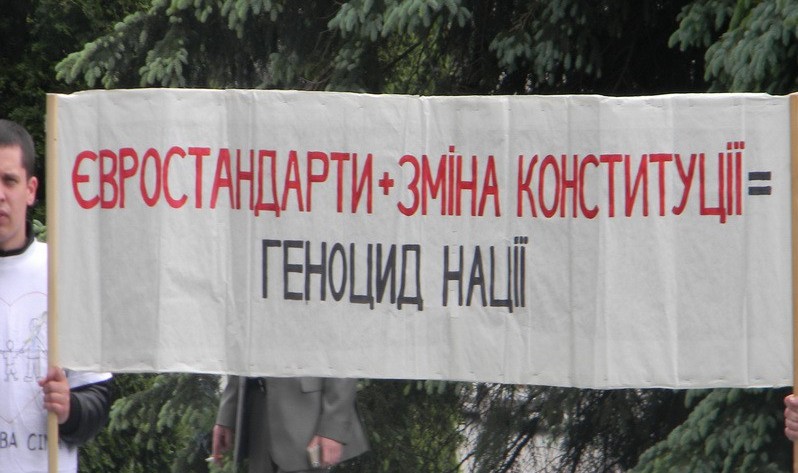 ЄВРОСТАНДАРТИ+ЗМІНА КОНСТИТУЦІЇ=
ГЕНОЦИД НАЦІЇ